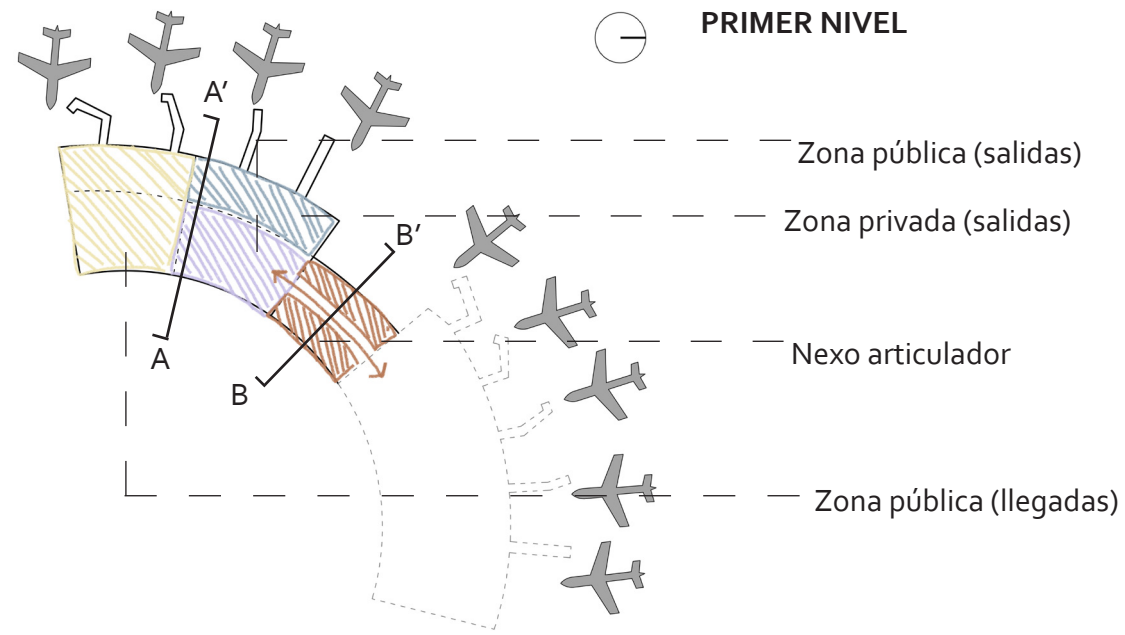 PRIMER NIVEL
A'
Zona pública (salidas)
Zona privada (salidas)
B'
A
Nexo articulador
B
Zona pública (llegadas)